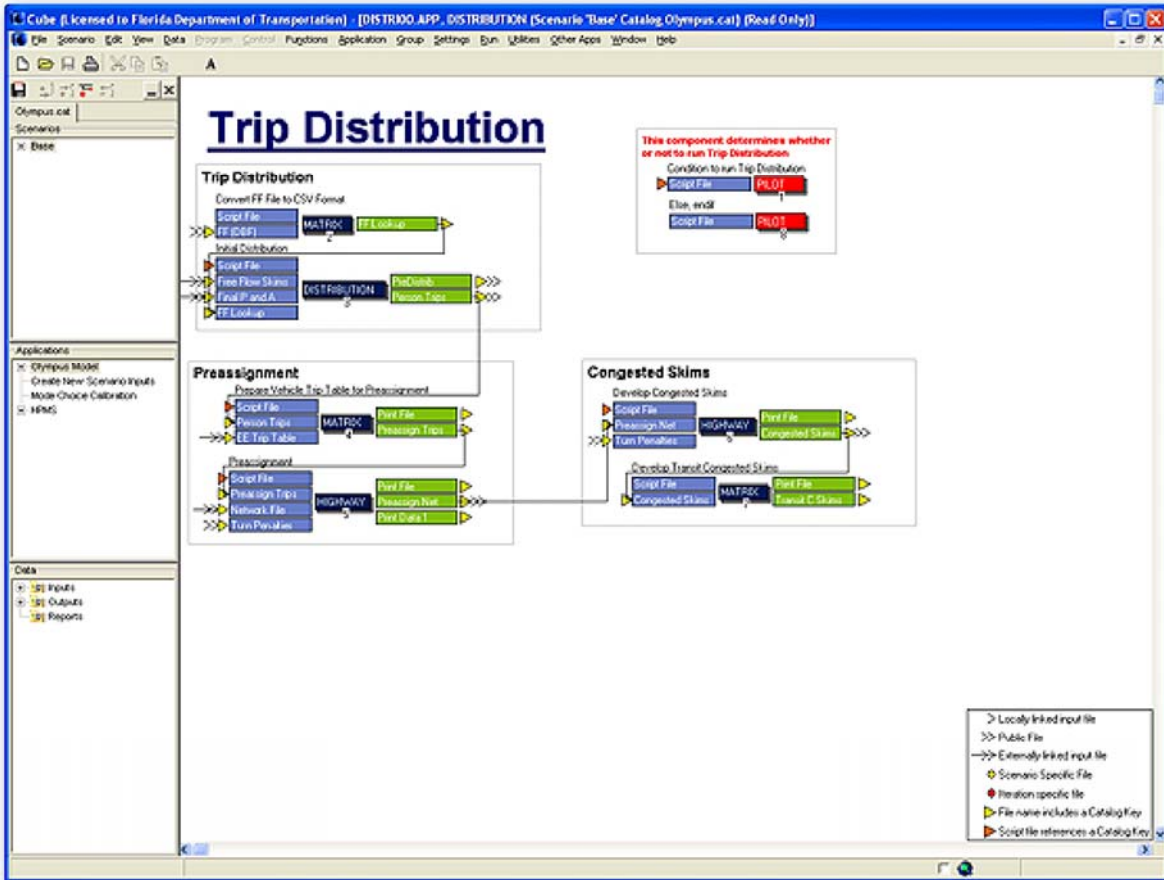 Cube (Licensed to Florida Department of Transportation) - [DISTRI00.APP, DISTRIBUTION (Scenario 'Base' Catalog Olympus.cat) (Read Only)]
File Scenario Edit View Data Program Control Functions Application Group Settings Run Utilities Other Apps Window Help
A
Olympus.cat
Scenarios
Base
Applications
Olympus Model
Create New Scenario Inputs
Mode Choice Calibration
HPMS
Data
Inputs
Outputs
Reports
Trip Distribution
Trip Distribution
Convert FF File to CSV Format
Script File
FF (DBF)
MATRIX
2
FF Lookup
Initial Distribution
Script File
Free Flow Skims
Final P and A
FF Lookup
DISTRIBUTION
PreDistrib
Person Trips
This component determines whether
or not to run Trip Distribution
Condition to run Trip Distribution
Script File
PILOT
1
Else, endif
Script File
PILOT
Preassignment
Prepare Vehicle Trip Table for Preassignment
Script File
Person Trips
EE Trip Table
MATRIX
4
Print File
Preassign Trips
Preassignment
Script File
Preassign Trips
Network File
Turn Penalties
HIGHWAY
5
Print File
Preassign Net
Print Data 1
Congested Skims
Develop Congested Skims
Script File
Preassign Net
Turn Penalties
HIGHWAY
6
Print File
Congested Skims
Develop Transit Congested Skims
Script File
Congested Skims
MATRIX
7
Print File
Transit C Skims
> Locally linked input file
>> Public File
Externally linked input file
Scenario Specific File
Iteration specific file
File name includes a Catalog Key
Script file references a Catalog Key